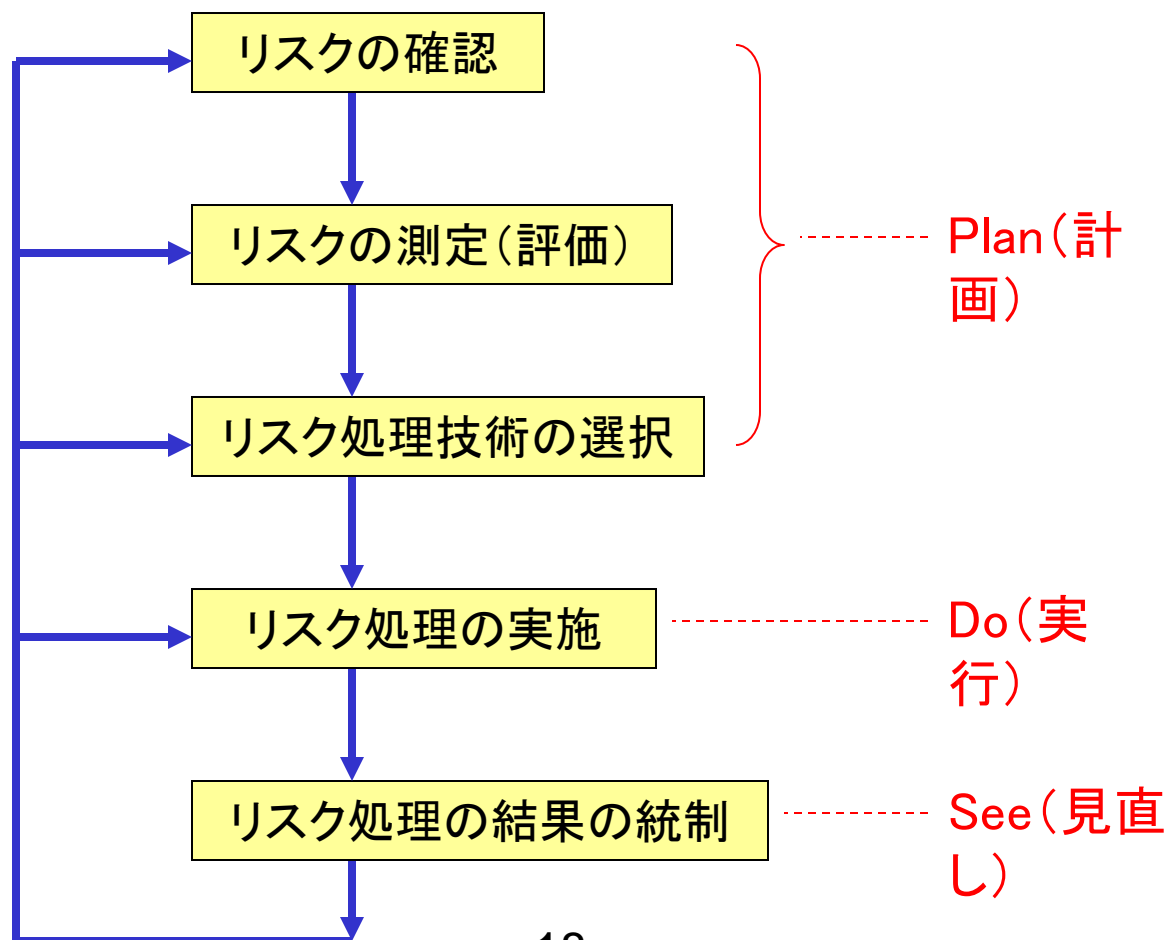 リスクの確認
リスクの測定(評価)
Plan(計
画)
リスク処理技術の選択
リスク処理の実施
Do(実
行)
リスク処理の結果の統制
See(見直
し)